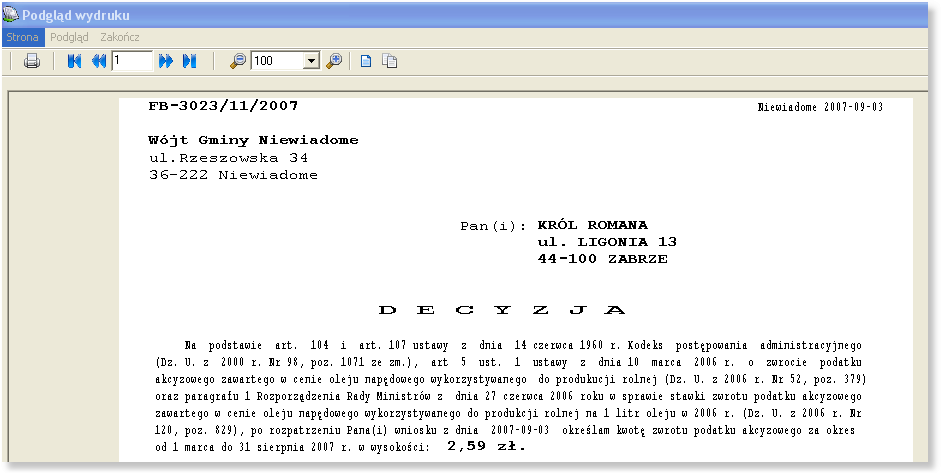 Podgląd wydruku
Strona Podgląd Zakończ
1 100
FB-3023/11/2007 Niewiadome 2007-09-03
Wójt Gminy Niewiadome
ul.Rzeszowska 34
36-222 Niewiadome
Pan(i): KRÓL ROMANA
ul. LIGONIA 13
44-100 ZABRZE
D E C Y Z J A
Na podstawie art. 104 i art. 107 ustawy z dnia 14 czerwca 1960 r. Kodeks postępowania administracyjnego
(Dz. U. z 2000 r. Nr 98, poz. 1071 ze zm.), art 5 ust. 1 ustawy z dnia 10 marca 2006 r. o zwrocie podatku
akcyzowego zawartego w cenie oleju napędowego wykorzystywanego do produkucji rolnej (Dz. U. z 2006 r. Nr 52, poz. 379)
oraz paragrafu 1 Rozporządzenia Rady Ministrów z dnia 27 czerwca 2006 roku w sprawie stawki zwrotu podatku akcyzowego
zawartego w cenie oleju napędowego wykorzystywanego do produkcji rolnej na 1 litr oleju w 2006 r. (Dz. U. z 2006 r. Nr
120, poz. 829), po rozpatrzeniu Pana(i) wniosku z dnia 2007-09-03 określam kwotę zwrotu podatku akcyzowego za okres
od 1 marca do 31 sierpnia 2007 r. w wysokości: 2,59 zł.